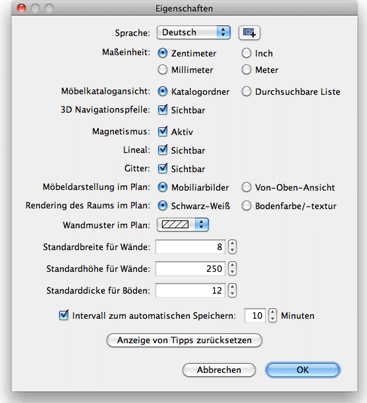 Eigenschaften
Sprache: Deutsch
Maßeinheit: Zentimeter Inch
Millimeter Meter
Möbelkatalogansicht: Katalogordner Durchsuchbare Liste
3D Navigationspfeile: Sichtbar
Magnetismus: Aktiv
Lineal: Sichtbar
Gitter: Sichtbar
Möbeldarstellung im Plan: Mobiliarbilder Von-Oben-Ansicht
Rendering des Raums im Plan: Schwarz-Weiß Bodenfarbe/-textur
Wandmuster im Plan:
Standardbreite für Wände: 8
Standardhöhe für Wände: 250
Standarddicke für Böden: 12
Intervall zum automatischen Speichern: 10 Minuten
Anzeige von Tipps zurücksetzen
Abbrechen OK